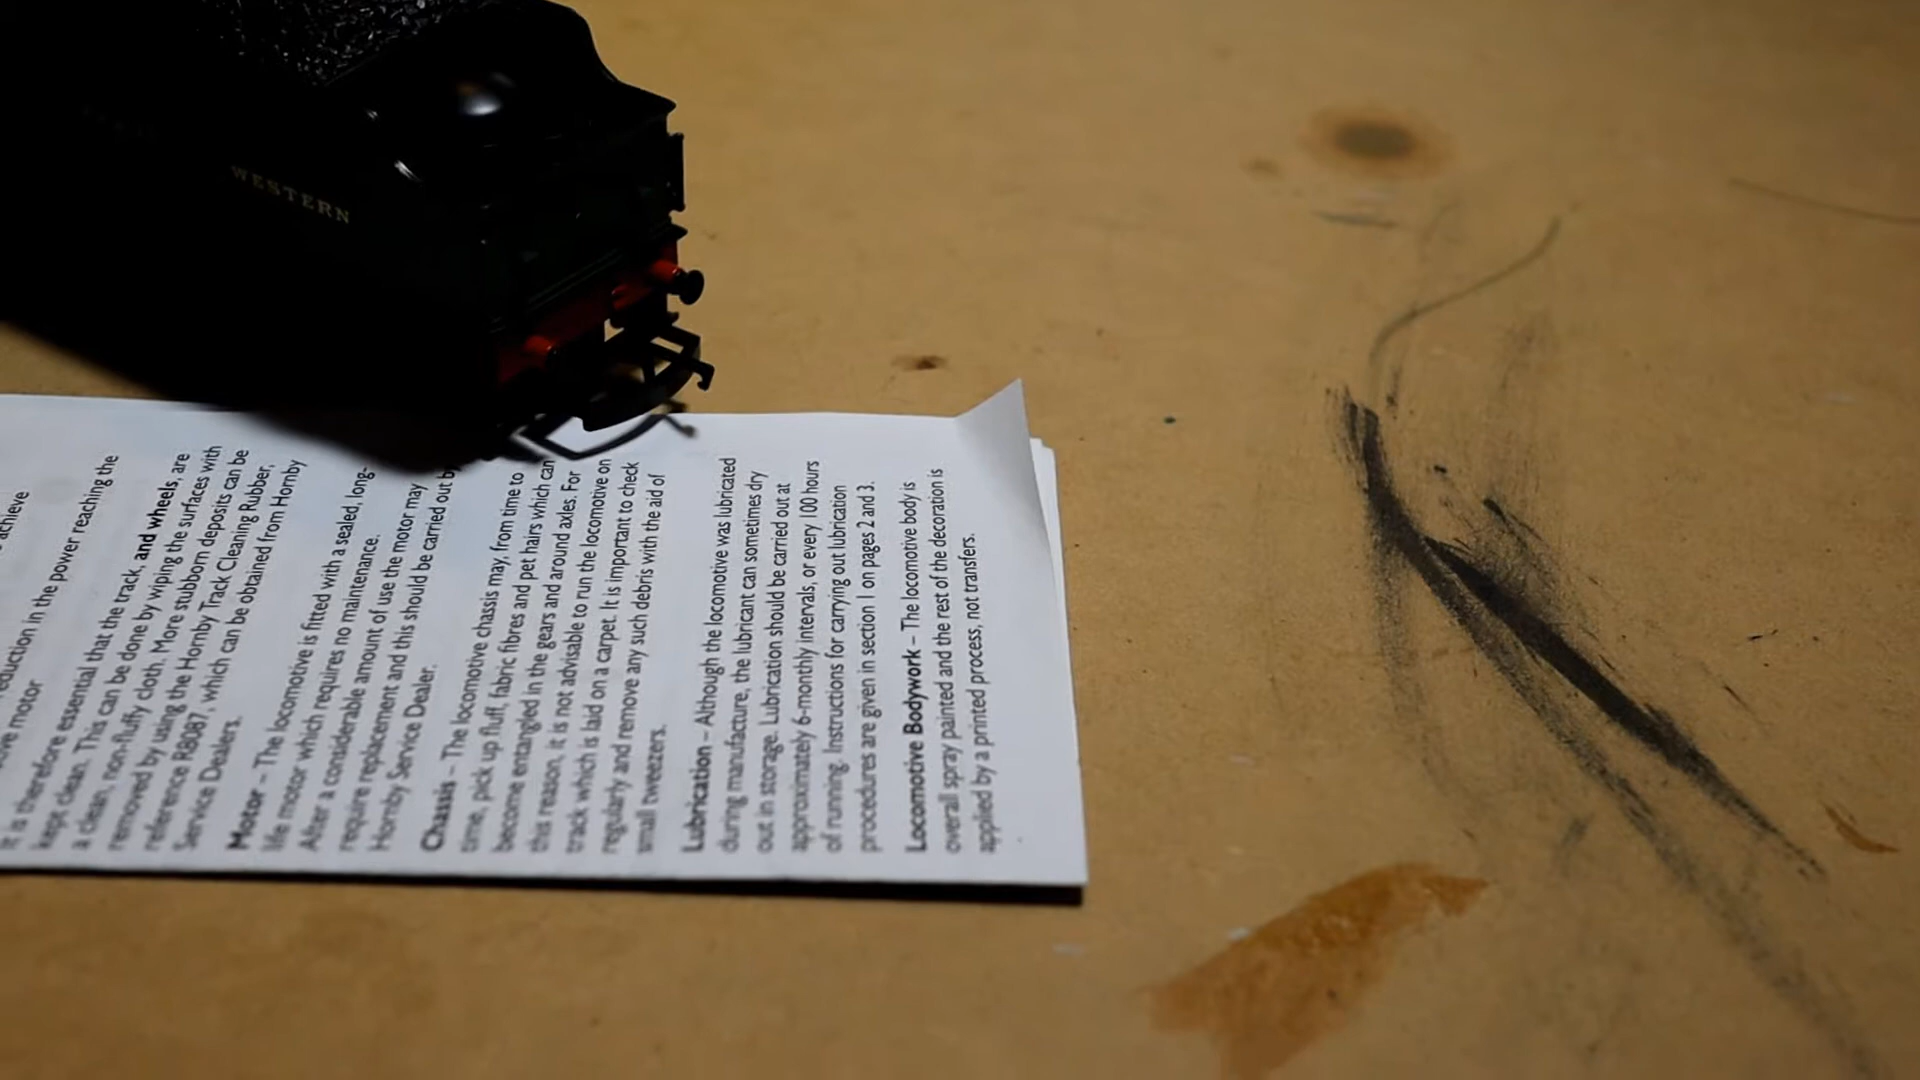 WESTERN
achieve
reduction in the power reaching the
motor
It is therefore essential that the track, and wheels, are
kept clean. This can be done by wiping the surfaces with
a clean, non-fluffy cloth. More stubborn deposits can be
removed by using the Hornby Track Cleaning Rubber,
reference R8087, which can be obtained from Hornby
Service Dealers.
Motor – The locomotive is fitted with a sealed, long-
life motor which requires no maintenance.
After a considerable amount of use the motor may
require replacement and this should be carried out by
Hornby Service Dealer.
Chassis – The locomotive chassis may, from time to
time, pick up fluff, fabric fibres and pet hairs which can
become entangled in the gears and around axles. For
this reason, it is not advisable to run the locomotive on
track which is laid on a carpet. It is important to check
regularly and remove any such debris with the aid of
small tweezers.
Lubrication – Although the locomotive was lubricated
during manufacture, the lubricant can sometimes dry
out in storage. Lubrication should be carried out at
approximately 6-monthly intervals, or every 100 hours
of running. Instructions for carrying out lubrication
procedures are given in section 1 on pages 2 and 3.
Locomotive Bodywork – The locomotive body is
overall spray painted and the rest of the decoration is
applied by a printed process, not transfers.